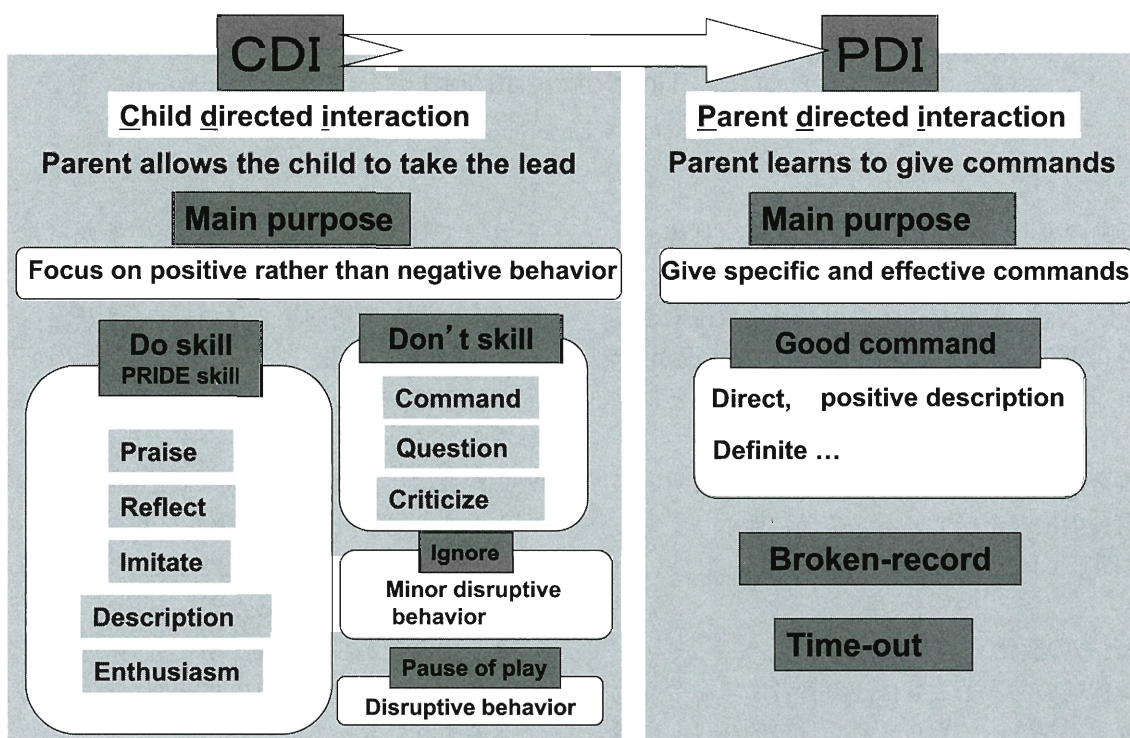 CDI
Child directed interaction
Parent allows the child to take the lead
Main purpose
Focus on positive rather than negative behavior
Do skill
PRIDE skill
Praise
Reflect
Imitate
Description
Enthusiasm
Don't skill
Command
Question
Criticize
Ignore
Minor disruptive
behavior
Pause of play
Disruptive behavior
PDI
Parent directed interaction
Parent learns to give commands
Main purpose
Give specific and effective commands
Good command
Direct, positive description
Definite ...
Broken-record
Time-out